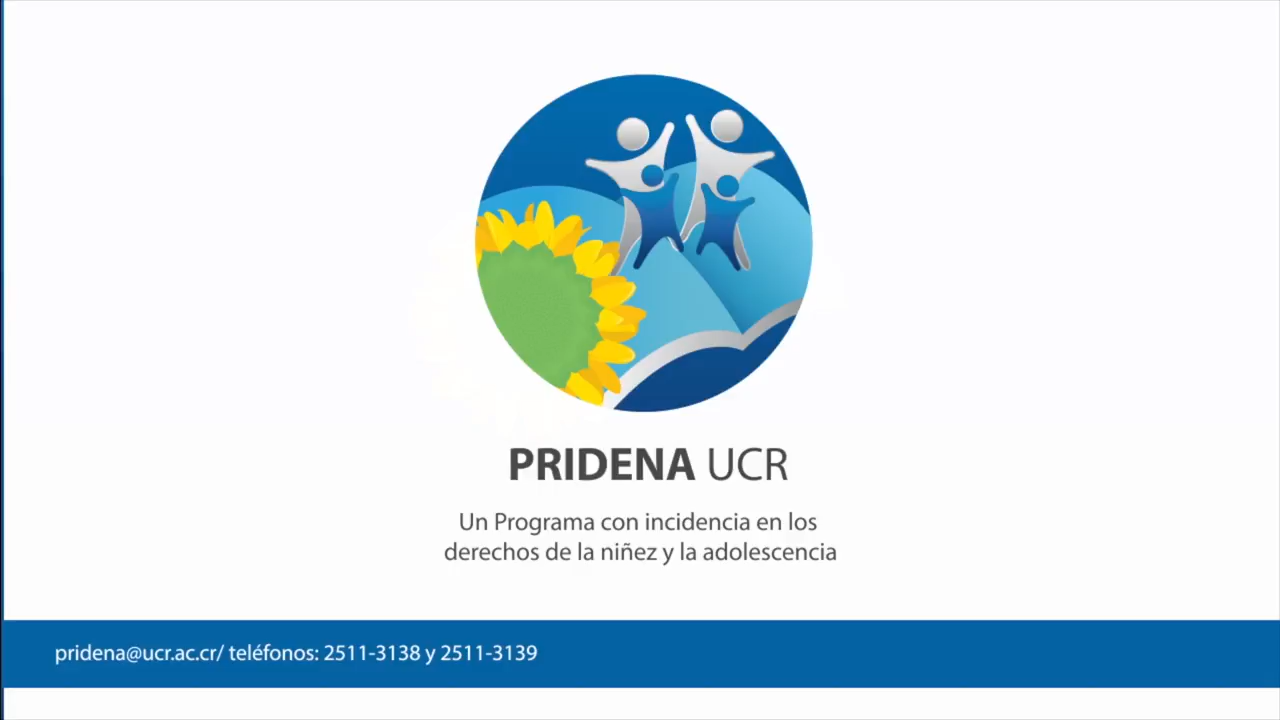 PRIDENA UCR
Un Programa con incidencia en los
derechos de la niñez y la adolescencia
pridena@ucr.ac.cr/ teléfonos: 2511-3138 y 2511-3139